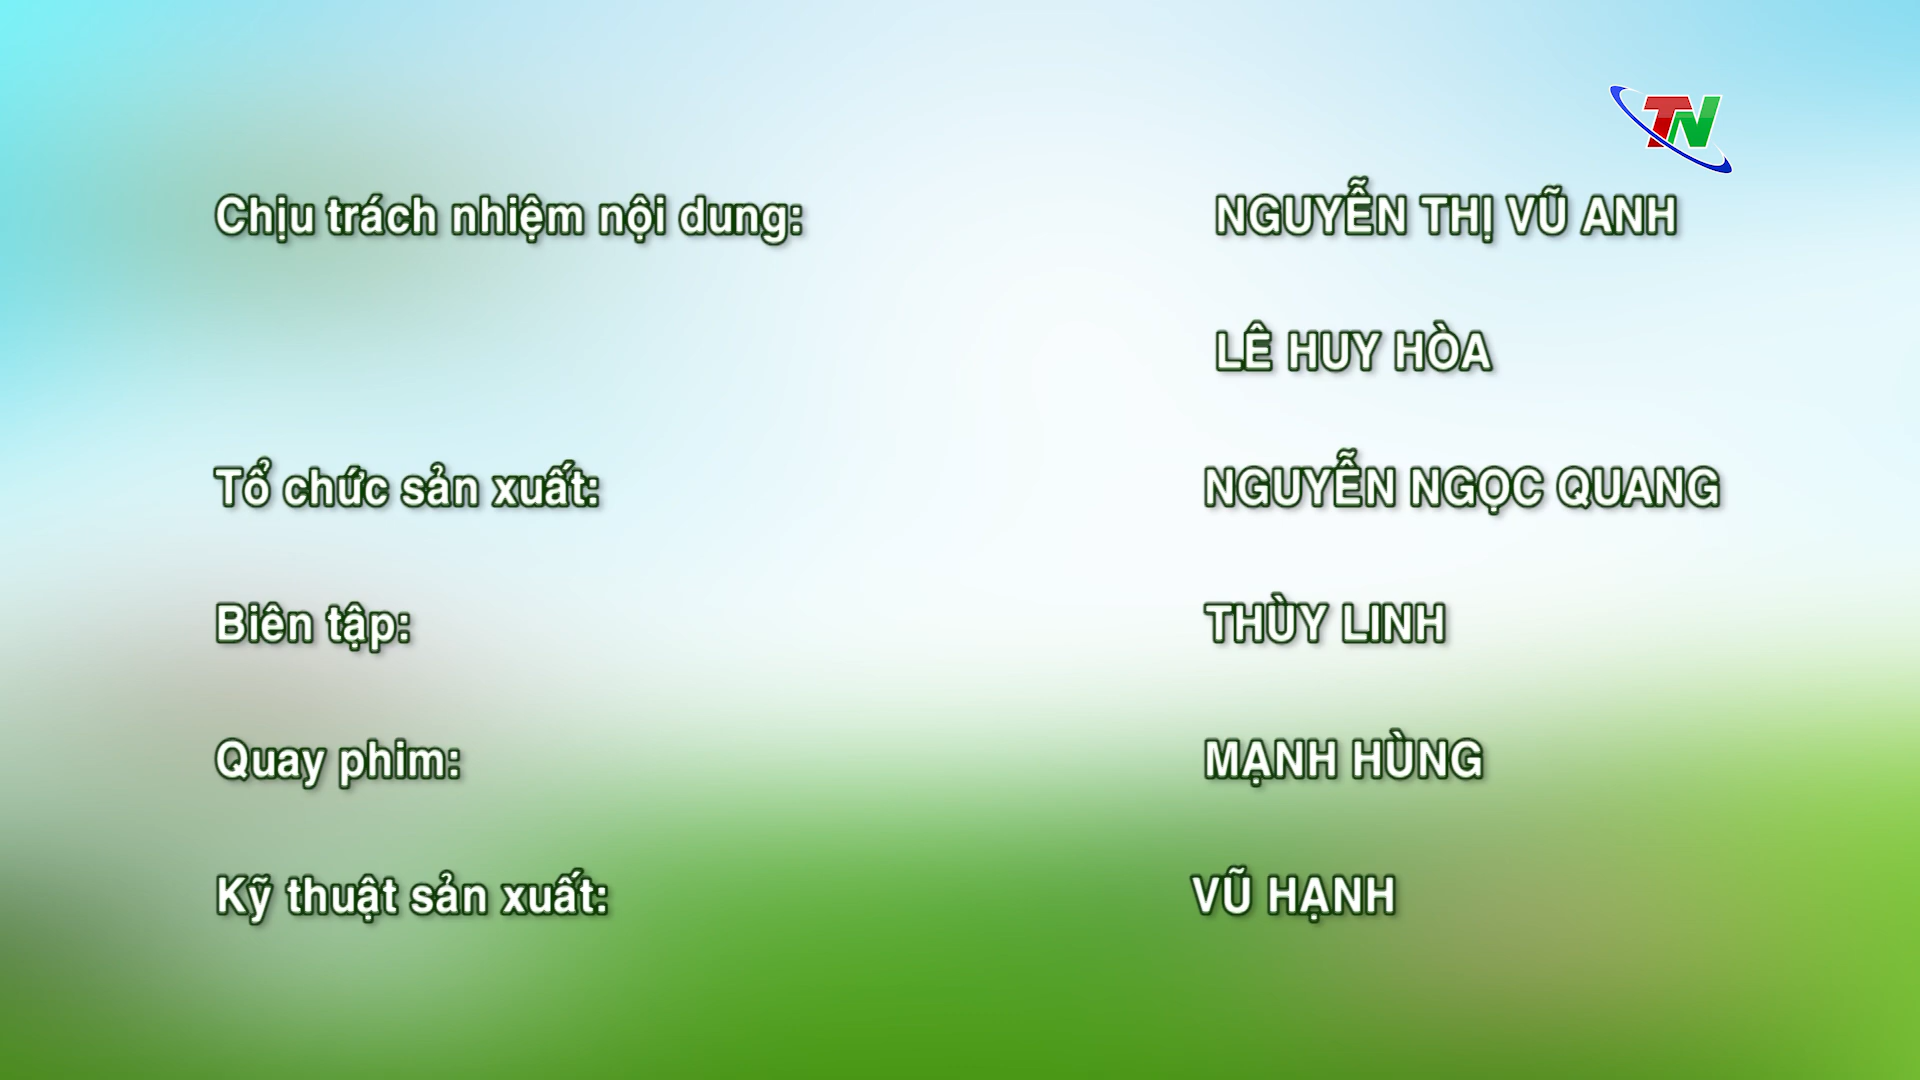 TN
Chịu trách nhiệm nội dung: NGUYỄN THỊ VŨ ANH
LÊ HUY HÒA
Tổ chức sản xuất: NGUYỄN NGỌC QUANG
Biên tập: THÙY LINH
Quay phim: MẠNH HÙNG
Kỹ thuật sản xuất: VŨ HẠNH